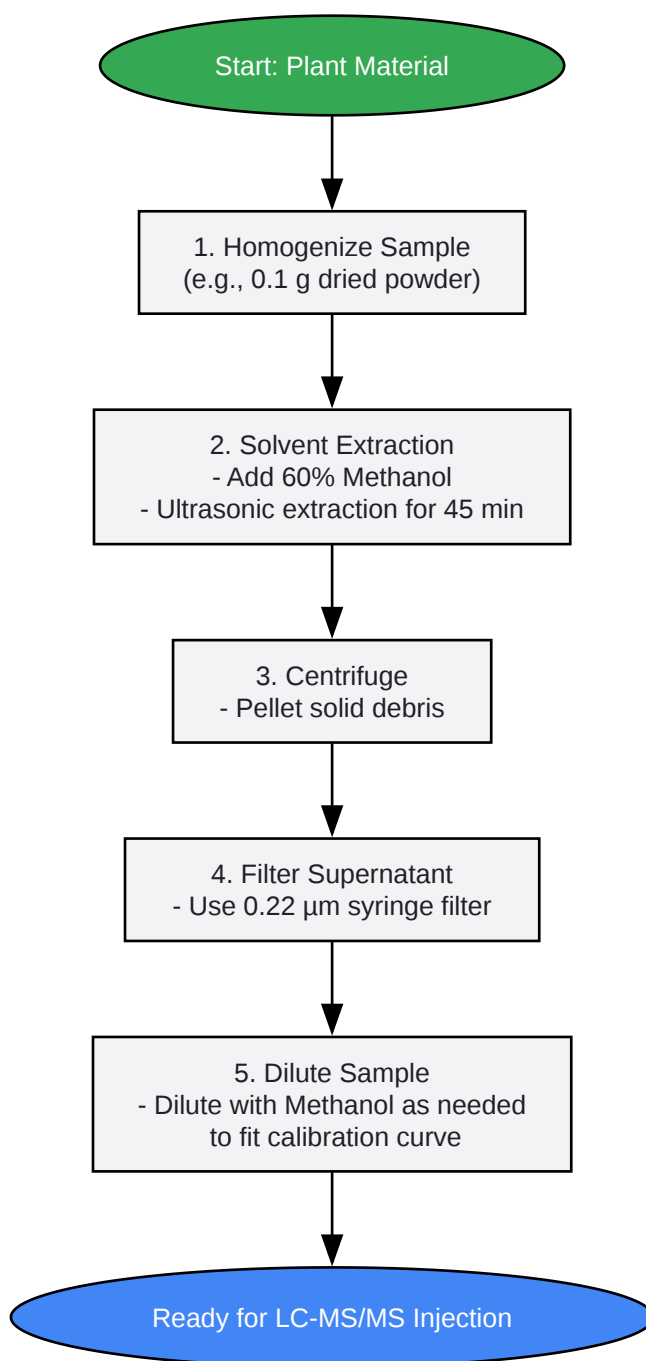 Start: Plant Material
1. Homogenize Sample
(e.g., 0.1 g dried powder)
2. Solvent Extraction
- Add 60% Methanol
- Ultrasonic extraction for 45 min
3. Centrifuge
- Pellet solid debris
4. Filter Supernatant
- Use 0.22 µm syringe filter
5. Dilute Sample
- Dilute with Methanol as needed
to fit calibration curve
Ready for LC-MS/MS Injection